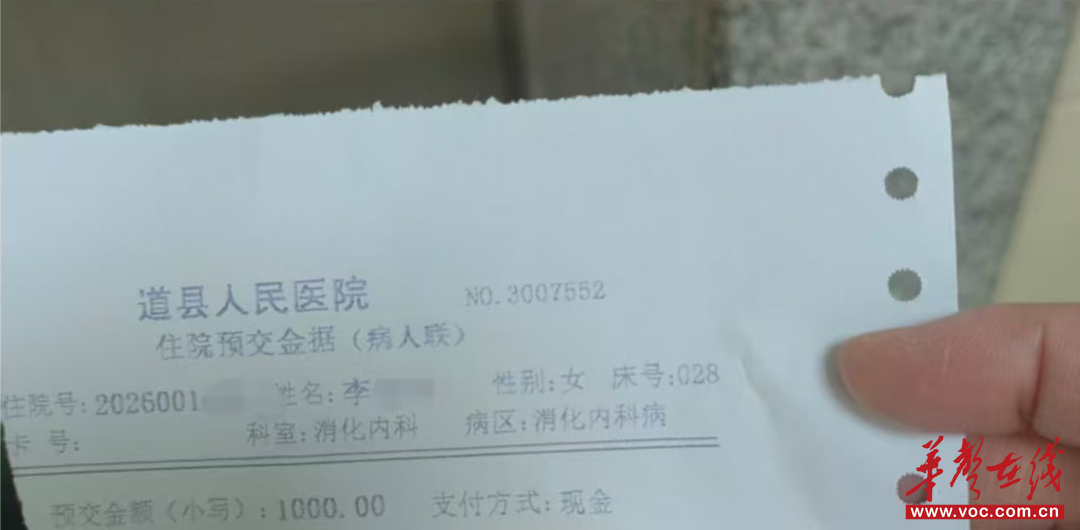 道县人民医院 NO.3007552
住院预交金据(病人联)
住院号:2026001 姓名:李 性别:女 床号:028
卡 号: 科室:消化内科 病区:消化内科病
预交金额(小写):1000.00 支付方式:现金
华声在线
www.voc.com.cn